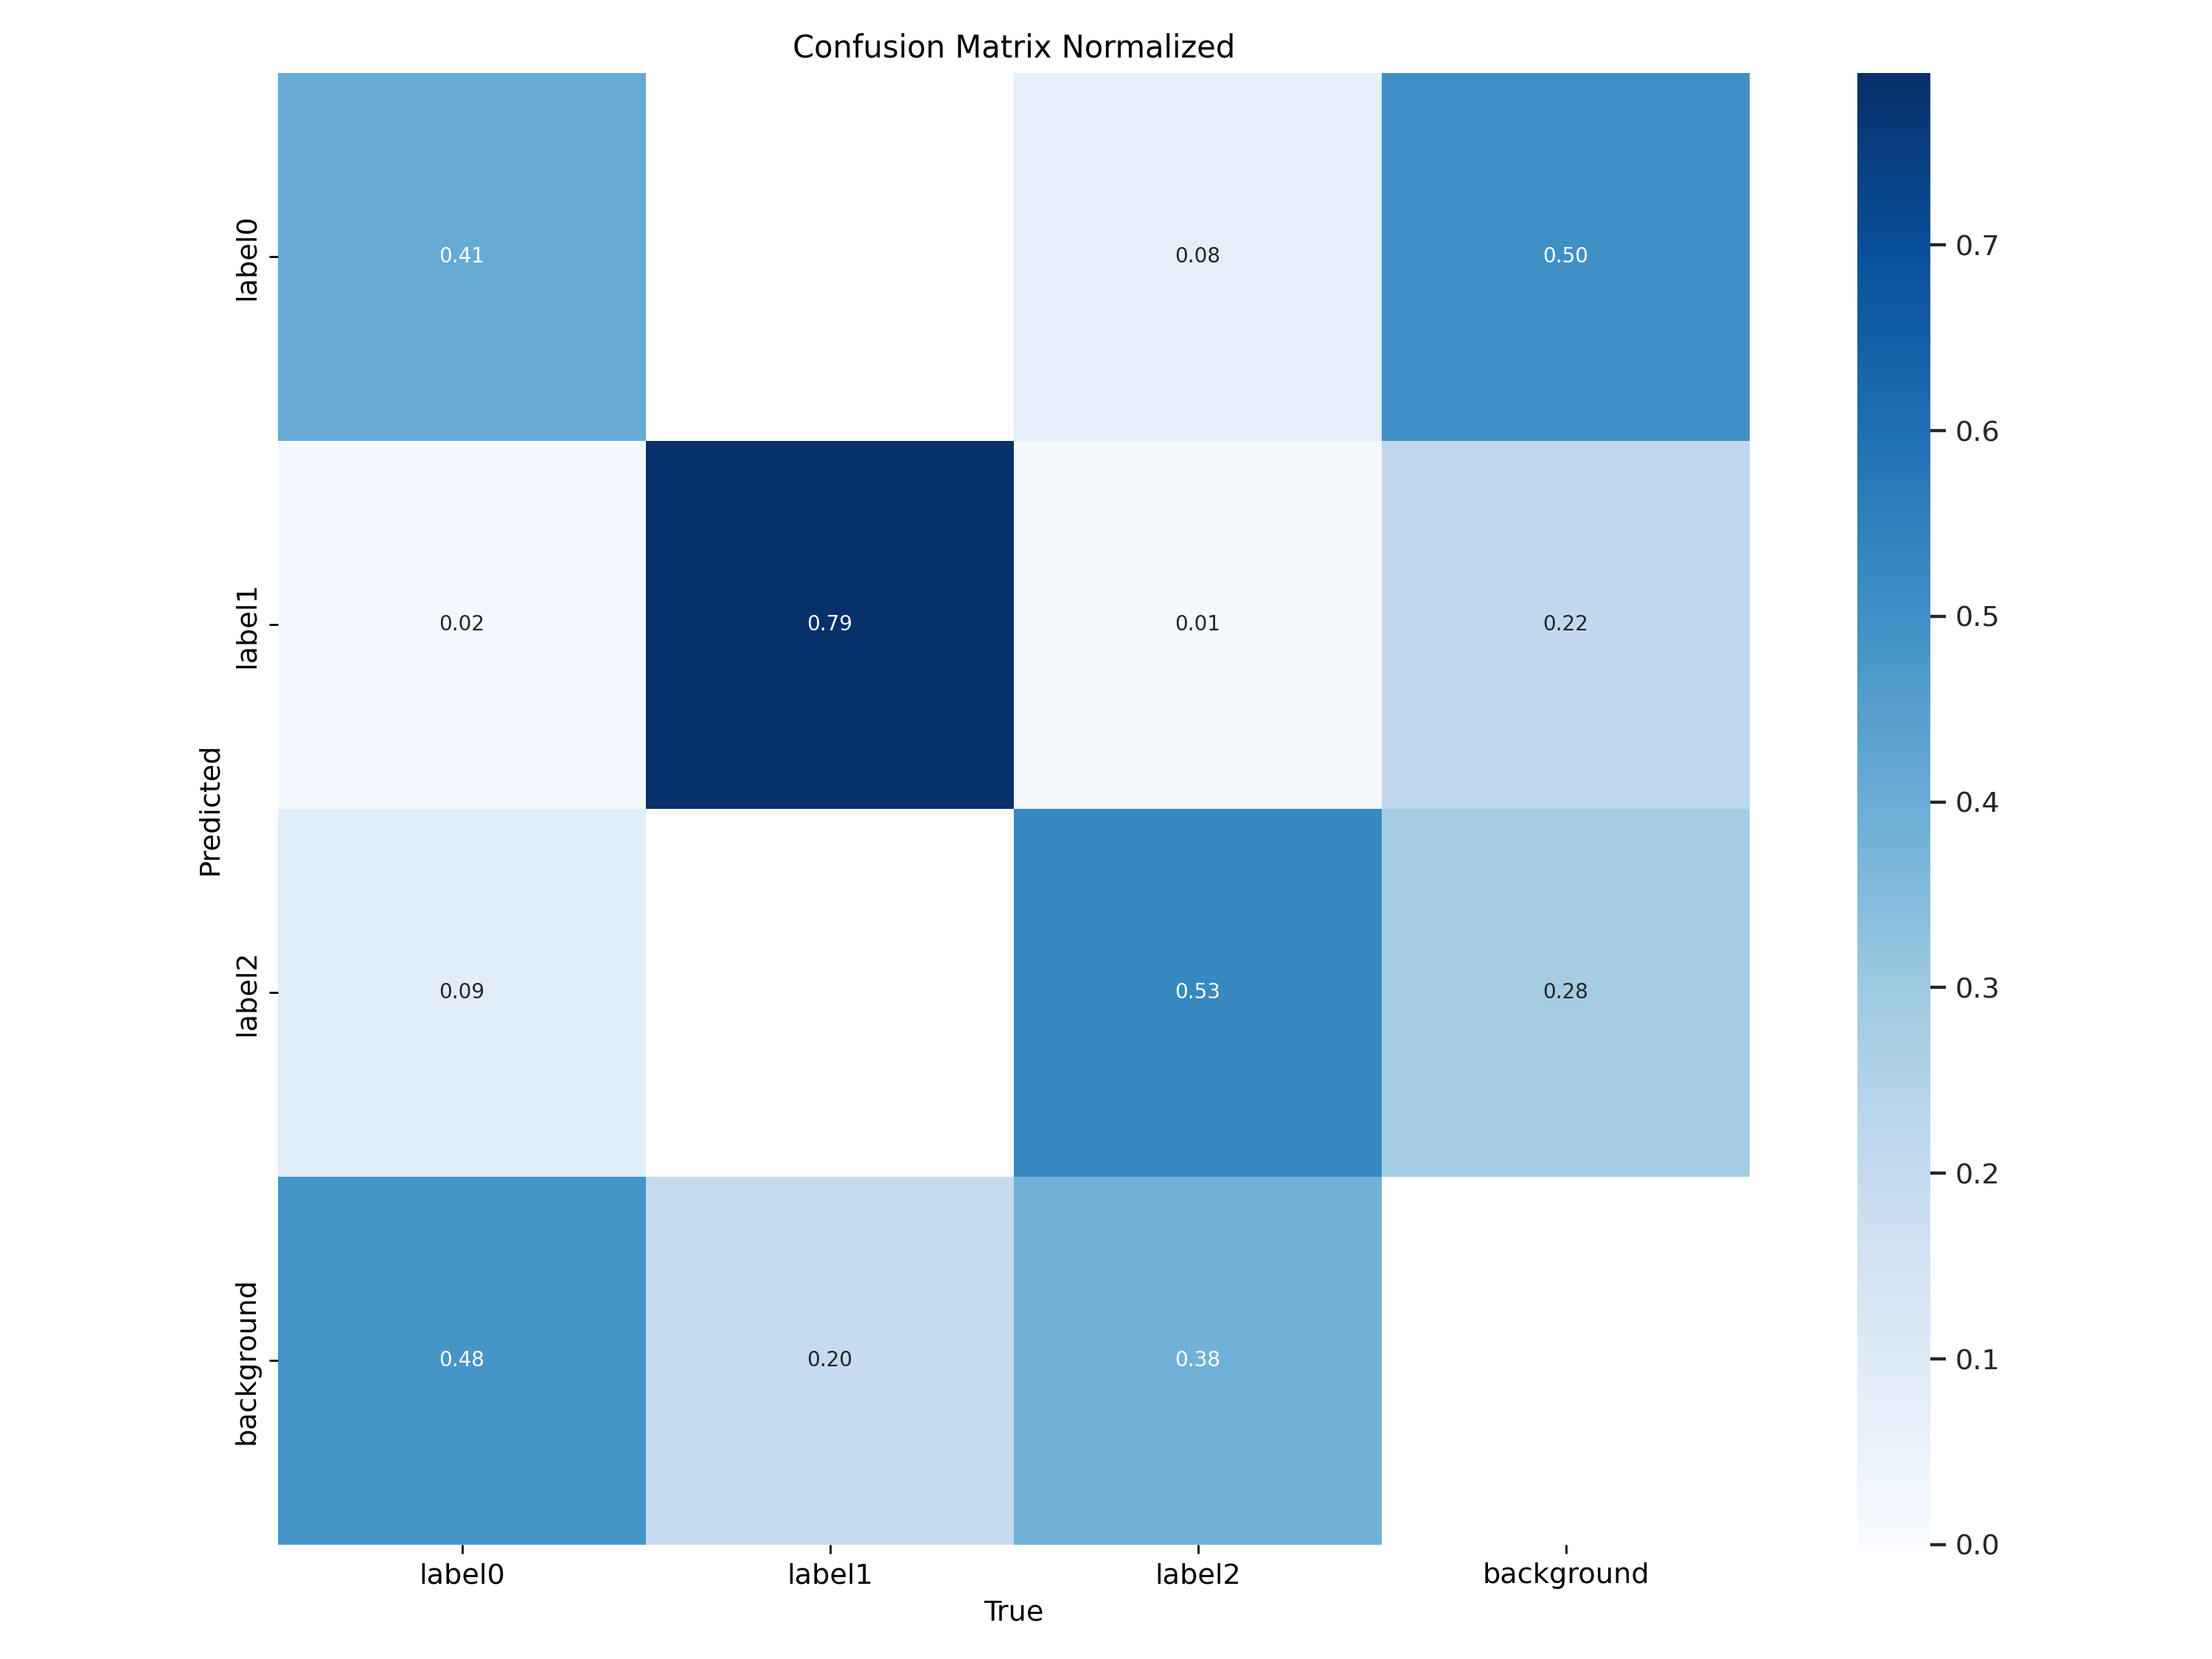 Confusion Matrix Normalized
label0
0.41
0.08
0.50
label1
0.02
0.79
0.01
0.22
label2
0.09
0.53
0.28
background
0.48
0.20
0.38
Predicted
label0
label1
label2
background
True
0.7
0.6
0.5
0.4
0.3
0.2
0.1
0.0